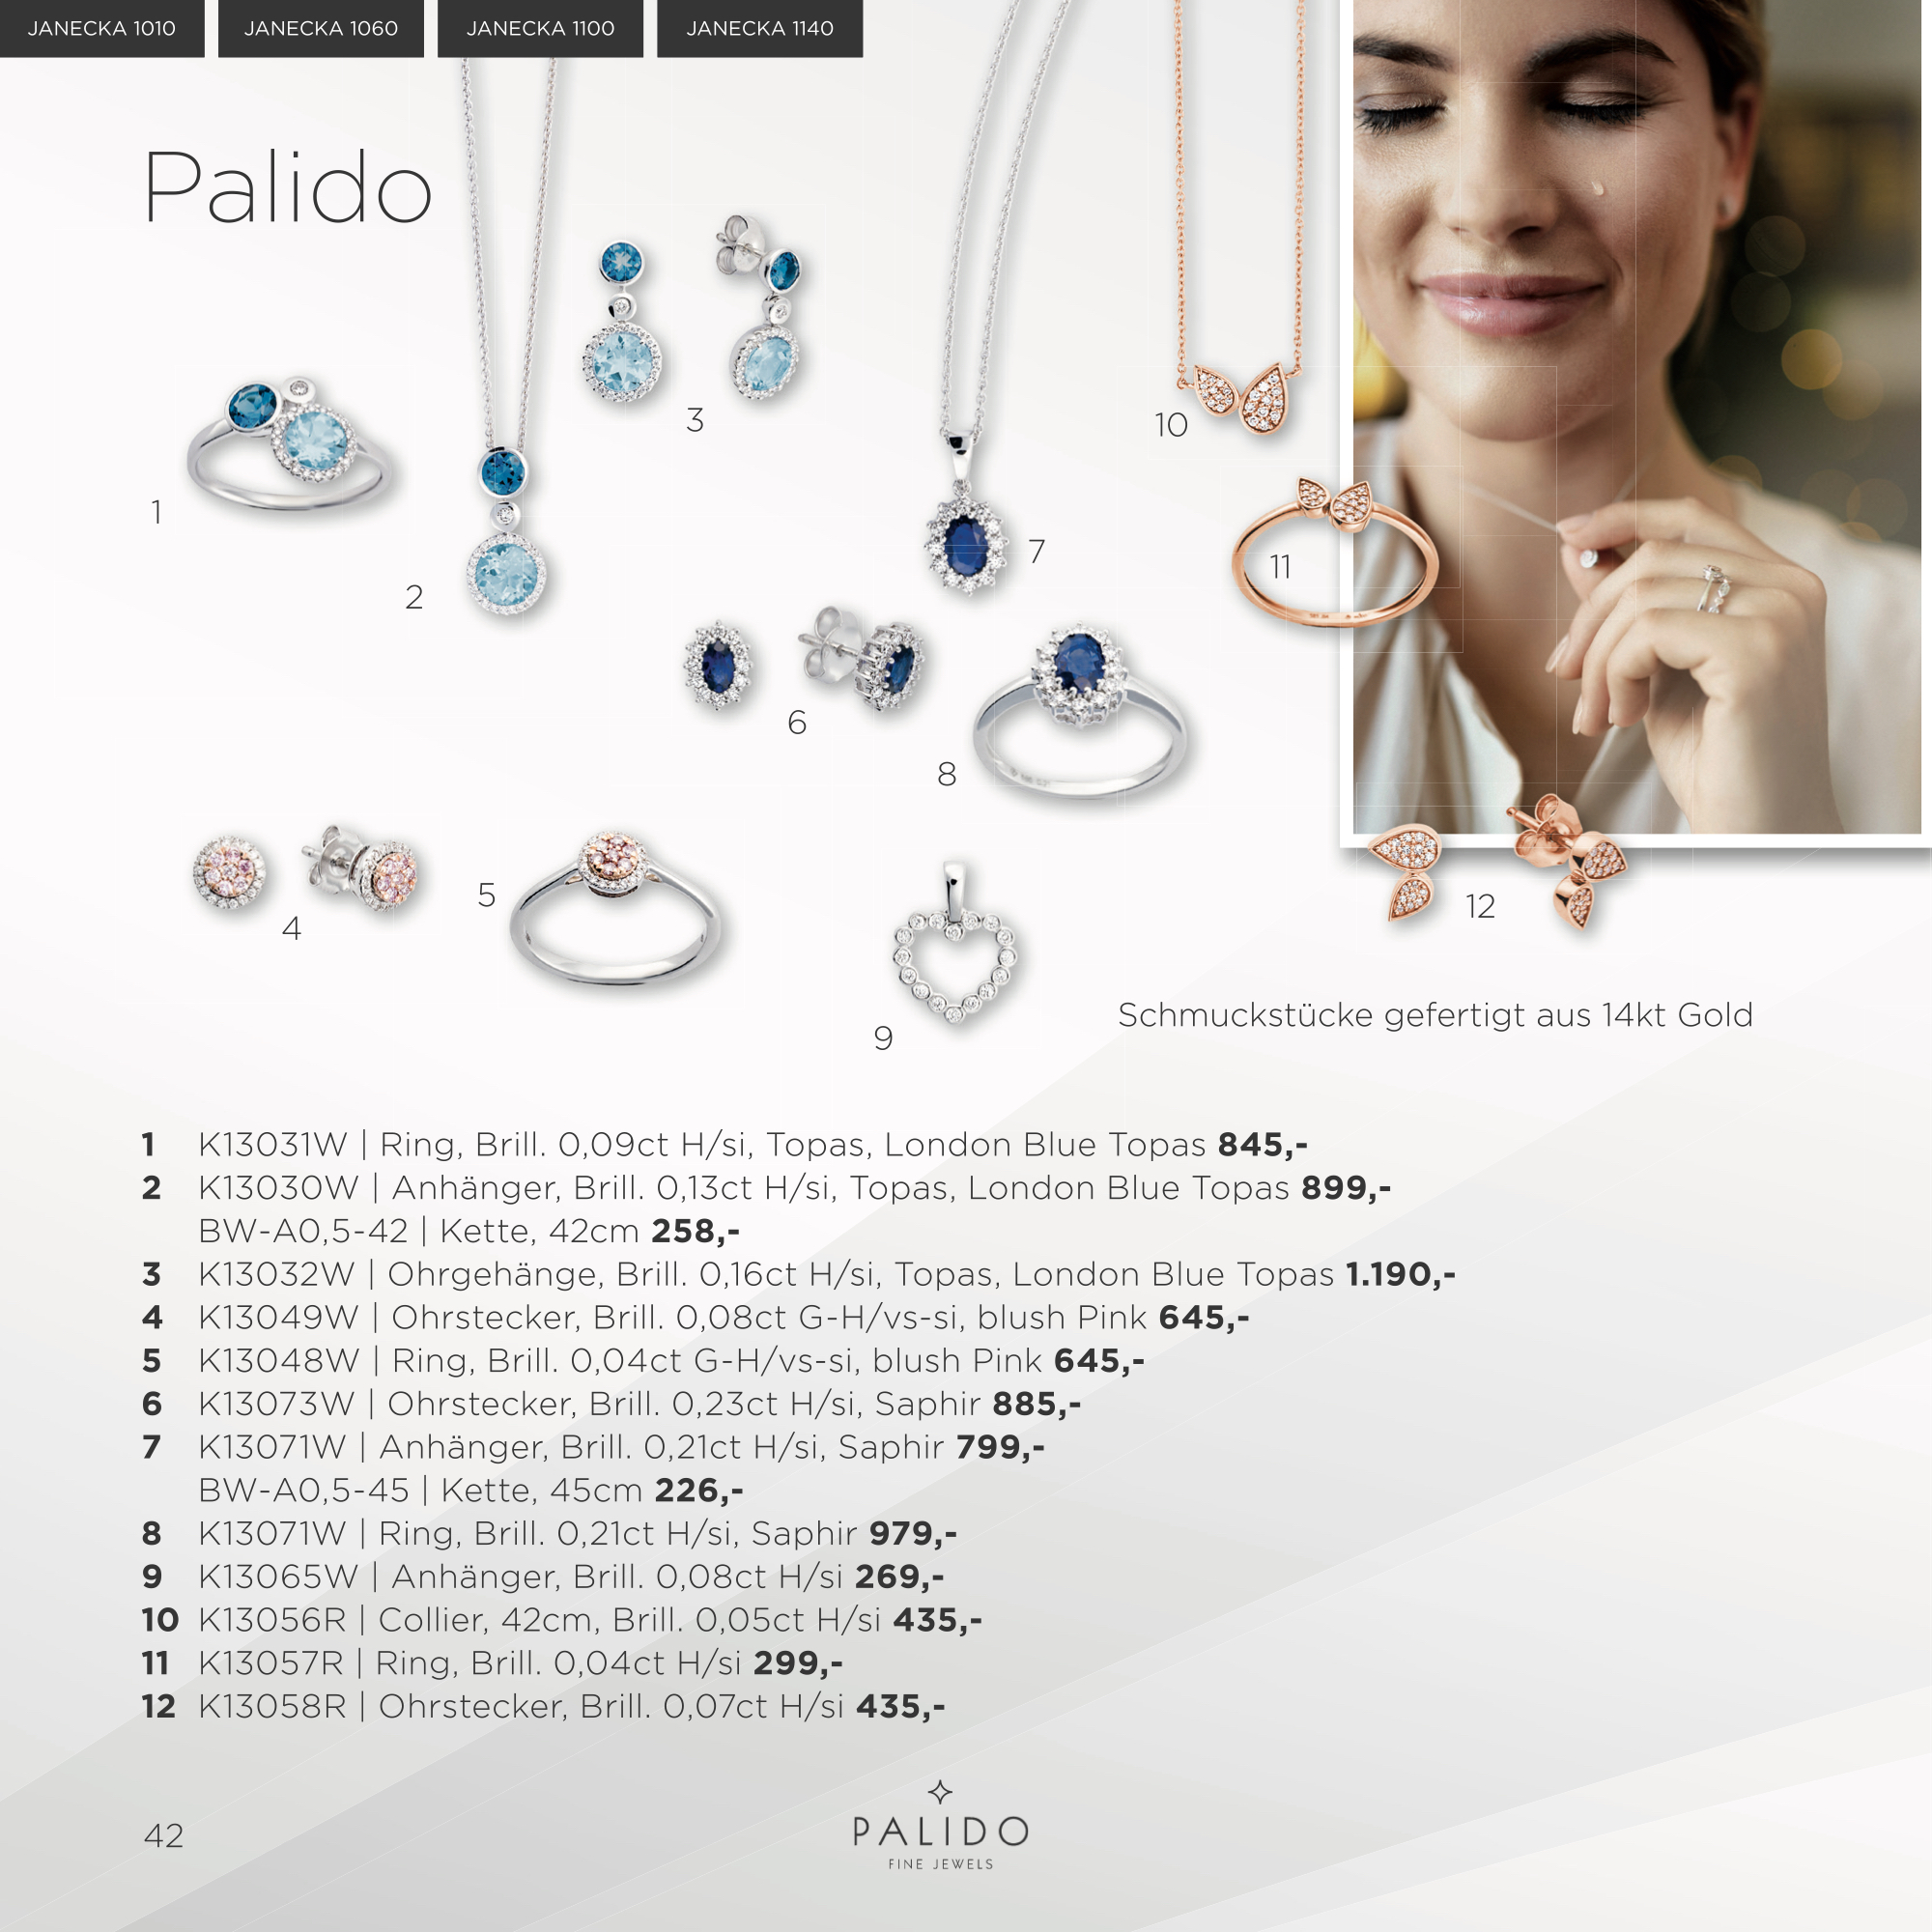 JANECKA 1010
JANECKA 1060
JANECKA 1100
JANECKA 1140
Palido
1
2
3
4
5
6
7
8
9
10
11
12
Schmuckstücke gefertigt aus 14kt Gold
1 K13031W | Ring, Brill. 0,09ct H/si, Topas, London Blue Topas 845,-
2 K13030W | Anhänger, Brill. 0,13ct H/si, Topas, London Blue Topas 899,-
BW-A0,5-42 | Kette, 42cm 258,-
3 K13032W | Ohrgehänge, Brill. 0,16ct H/si, Topas, London Blue Topas 1.190,-
4 K13049W | Ohrstecker, Brill. 0,08ct G-H/vs-si, blush Pink 645,-
5 K13048W | Ring, Brill. 0,04ct G-H/vs-si, blush Pink 645,-
6 K13073W | Ohrstecker, Brill. 0,23ct H/si, Saphir 885,-
7 K13071W | Anhänger, Brill. 0,21ct H/si, Saphir 799,-
BW-A0,5-45 | Kette, 45cm 226,-
8 K13071W | Ring, Brill. 0,21ct H/si, Saphir 979,-
9 K13065W | Anhänger, Brill. 0,08ct H/si 269,-
10 K13056R | Collier, 42cm, Brill. 0,05ct H/si 435,-
11 K13057R | Ring, Brill. 0,04ct H/si 299,-
12 K13058R | Ohrstecker, Brill. 0,07ct H/si 435,-
42
PALIDO
FINE JEWELS